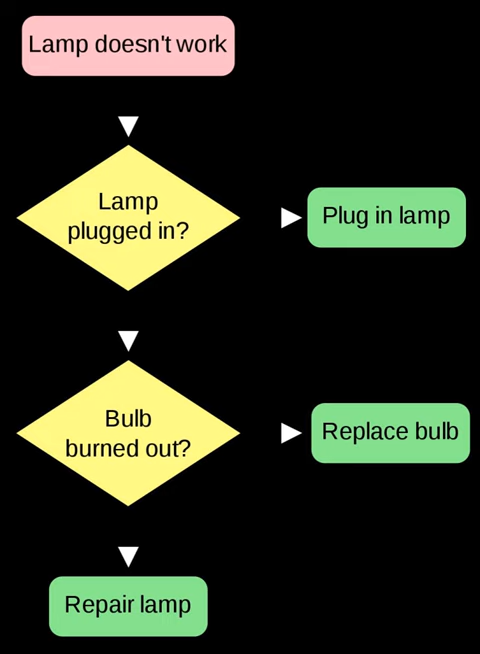 Lamp doesn't work
Lamp
plugged in?
Plug in lamp
Bulb
burned out?
Replace bulb
Repair lamp